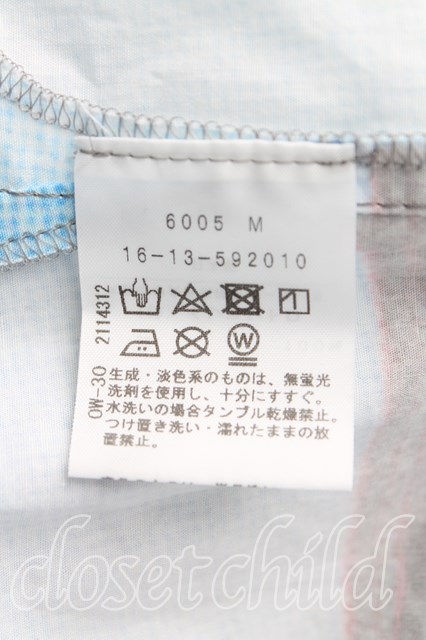 6005 M
16-13-592010
2114312
W
OW-30
生成・淡色系のものは、無蛍光
洗剤を使用し、十分にすすぐ。
水洗いの場合タンブル乾燥禁止。
つけ置き洗い・濡れたままの放
置禁止。
closet child